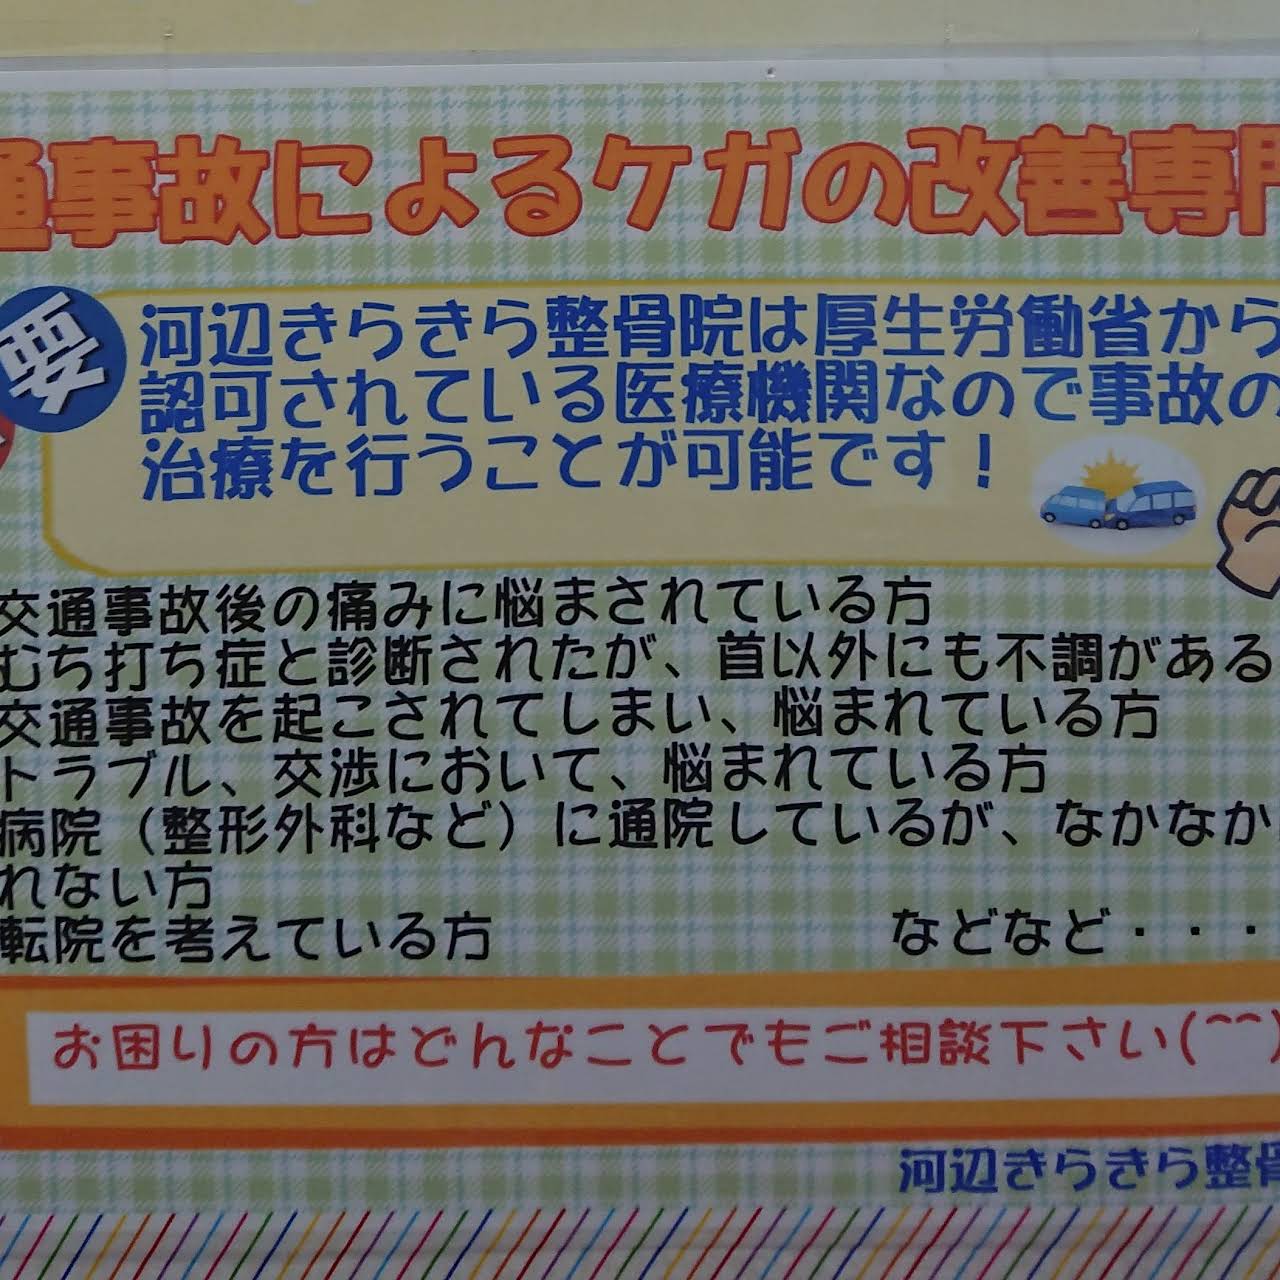 通事故によるケガの改善専門
要
河辺きらきら整骨院は厚生労働省から
認可されている医療機関なので事故の
治療を行うことが可能です！
交通事故後の痛みに悩まされている方
むち打ち症と診断されたが、首以外にも不調がある
交通事故を起こされてしまい、悩まれている方
トラブル、交渉において、悩まれている方
病院（整形外科など）に通院しているが、なかなか
れない方
転院を考えている方 などなど・・・
お困りの方はどんなことでもご相談下さい(^^)
河辺きらきら整骨